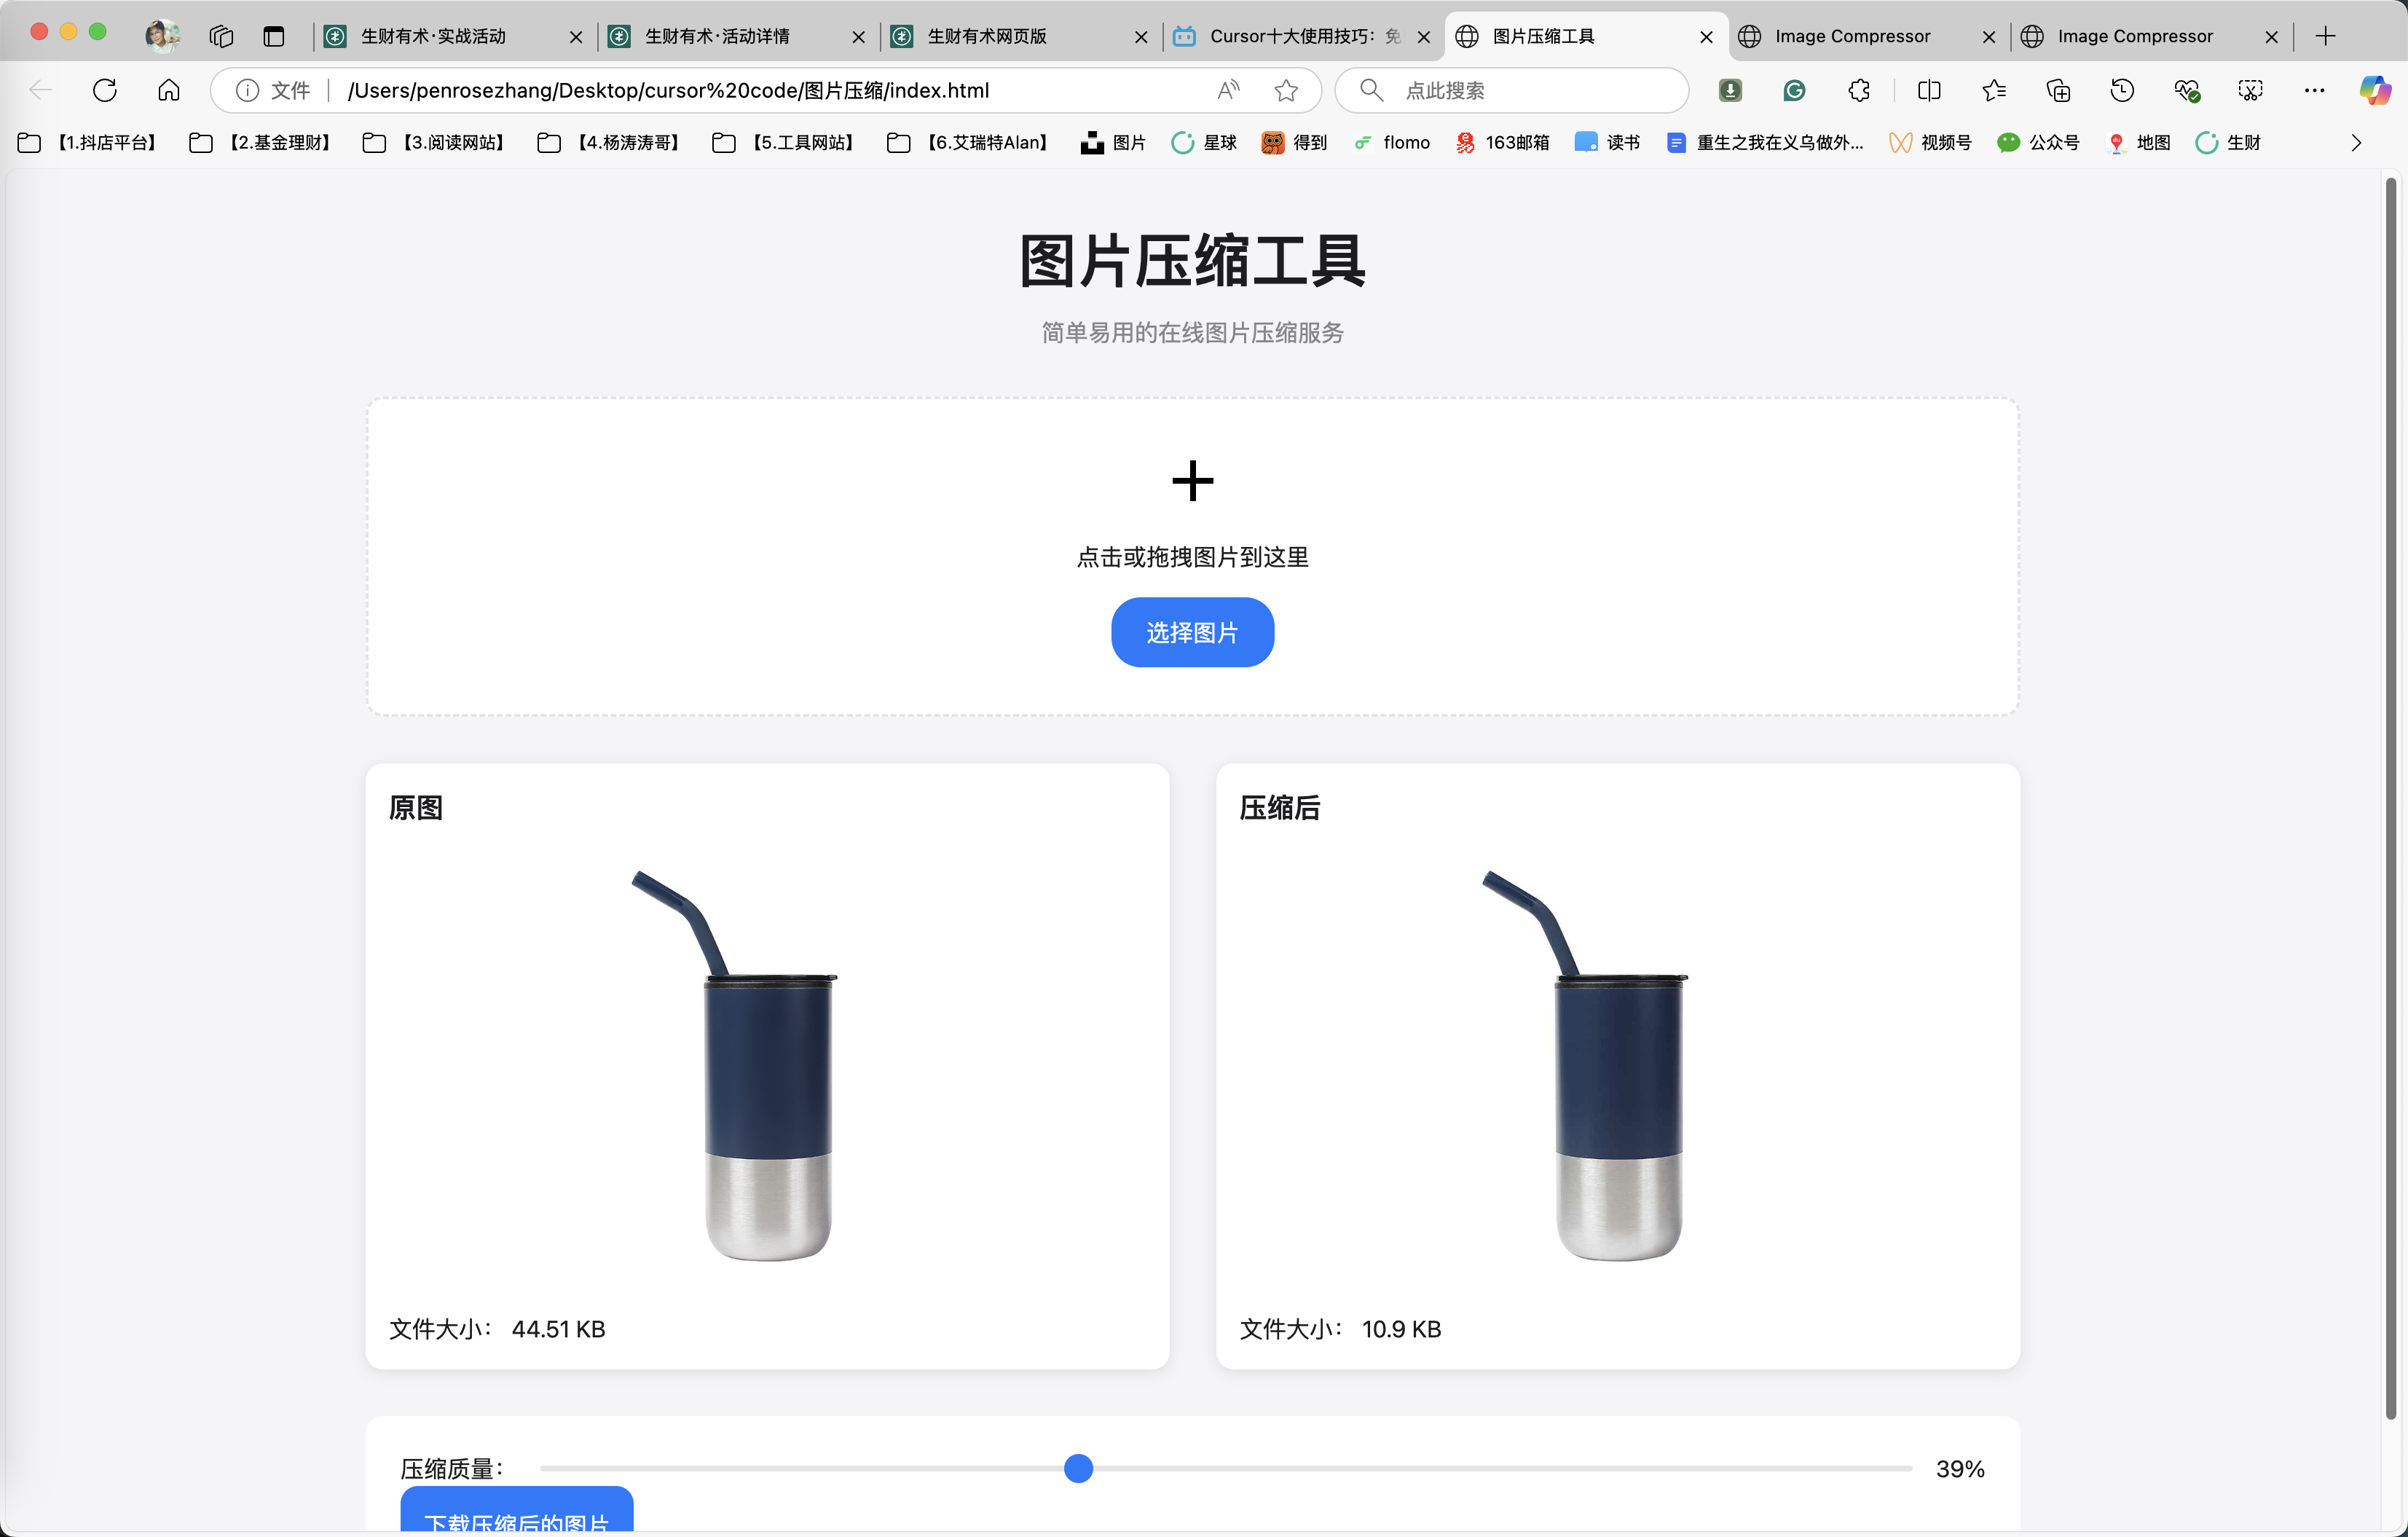 生财有术·实战活动
生财有术·活动详情
生财有术网页版
Cursor十大使用技巧：免
图片压缩工具
Image Compressor
Image Compressor
文件
/Users/penrosezhang/Desktop/cursor%20code/图片压缩/index.html
点此搜索
【1.抖店平台】
【2.基金理财】
【3.阅读网站】
【4.杨涛涛哥】
【5.工具网站】
【6.艾瑞特Alan】
图片
星球
得到
flomo
163邮箱
读书
重生之我在义乌做外...
视频号
公众号
地图
生财
图片压缩工具
简单易用的在线图片压缩服务
点击或拖拽图片到这里
选择图片
原图
压缩后
文件大小： 44.51 KB
文件大小： 10.9 KB
压缩质量：
39%
下载压缩后的图片